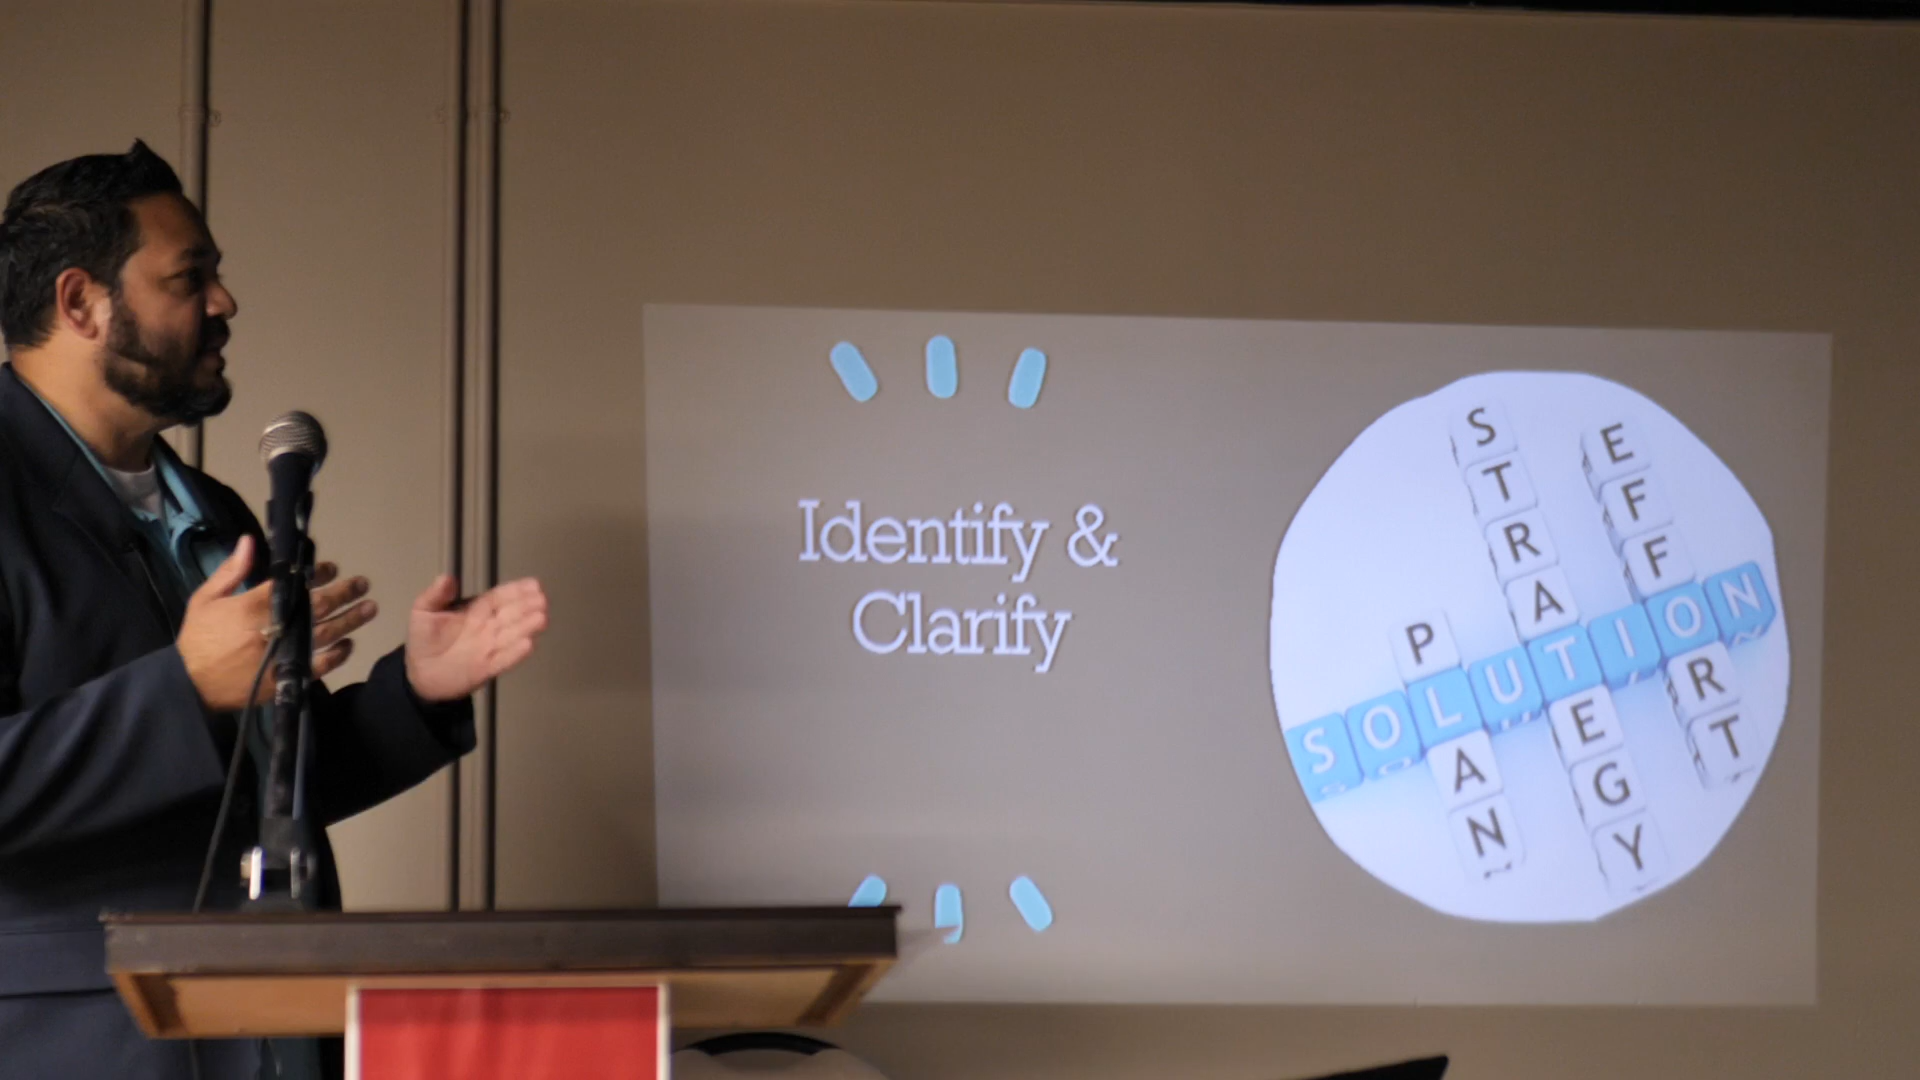 Identify &
Clarify
STRATEGY
EFFORT
PLAN
SOLUTION